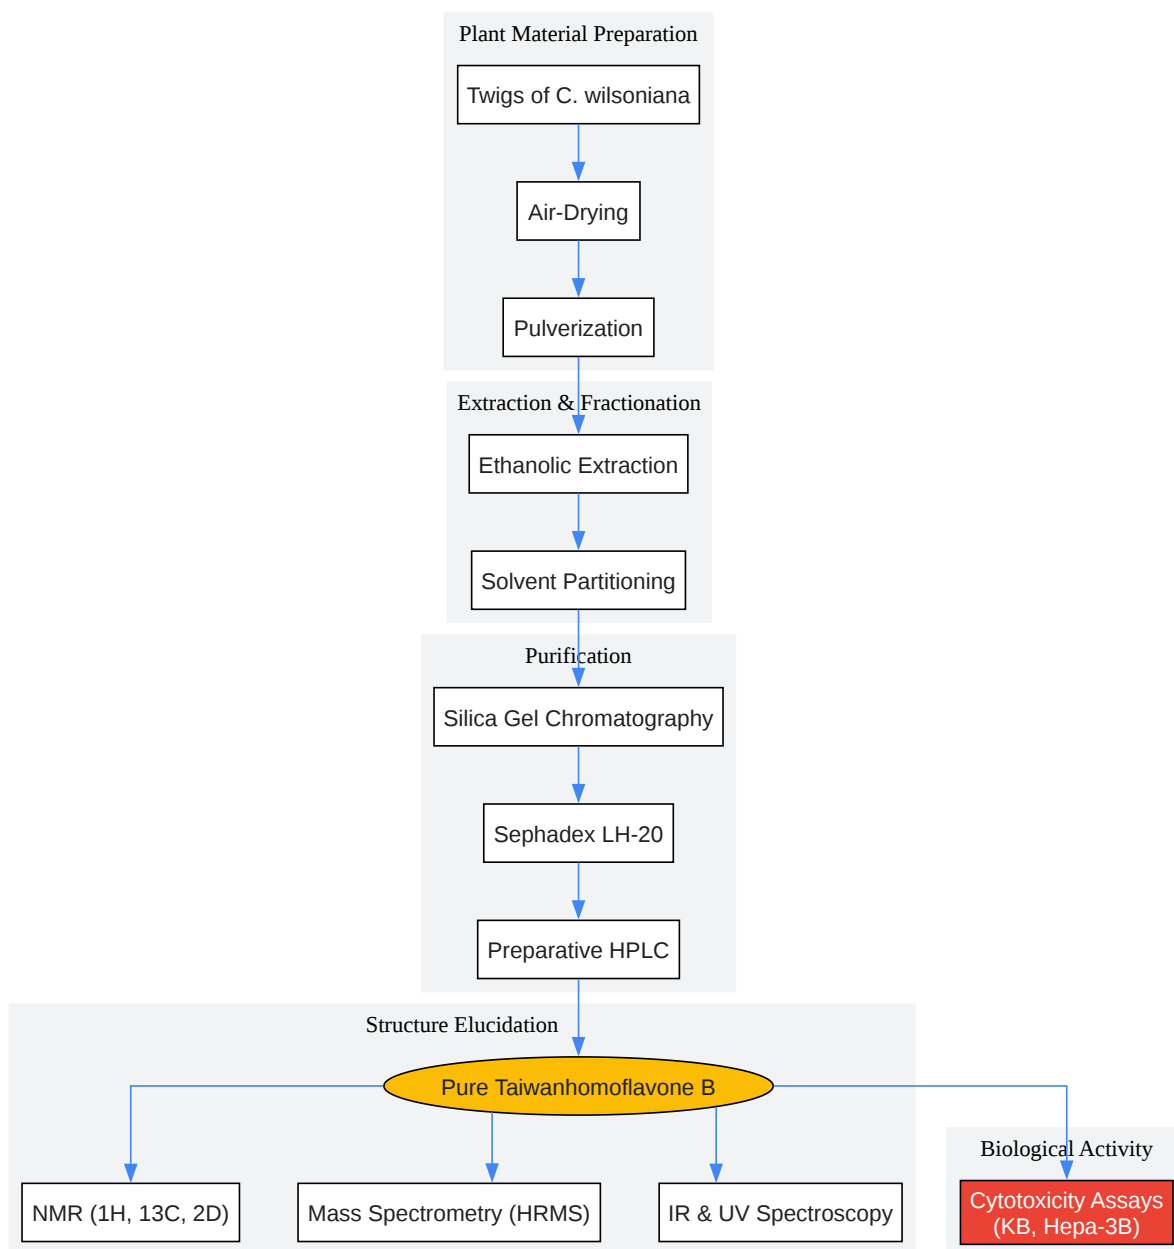 Plant Material Preparation
Twigs of C. wilsoniana
Air-Drying
Pulverization
Extraction & Fractionation
Ethanolic Extraction
Solvent Partitioning
Purification
Silica Gel Chromatography
Sephadex LH-20
Preparative HPLC
Structure Elucidation
Pure Taiwanhomoflavone B
NMR (1H, 13C, 2D)
Mass Spectrometry (HRMS)
IR & UV Spectroscopy
Biological Activity
Cytotoxicity Assays
(KB, Hepa-3B)